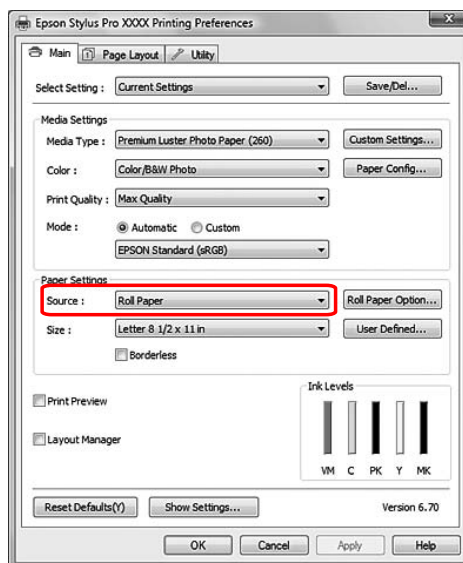 Epson Stylus Pro XXXX Printing Preferences
Main Page Layout Utility
Select Setting : Current Settings Save/Del...
Media Settings
Media Type : Premium Luster Photo Paper (260) Custom Settings...
Color : Color/B&W Photo Paper Config...
Print Quality : Max Quality
Mode : Automatic Custom
EPSON Standard (sRGB)
Paper Settings
Source : Roll Paper Roll Paper Option...
Size : Letter 8 1/2 x 11 in User Defined...
Borderless
Print Preview
Layout Manager
Ink Levels
VM C PK Y MK
Reset Defaults(Y) Show Settings... Version 6.70
OK Cancel Apply Help